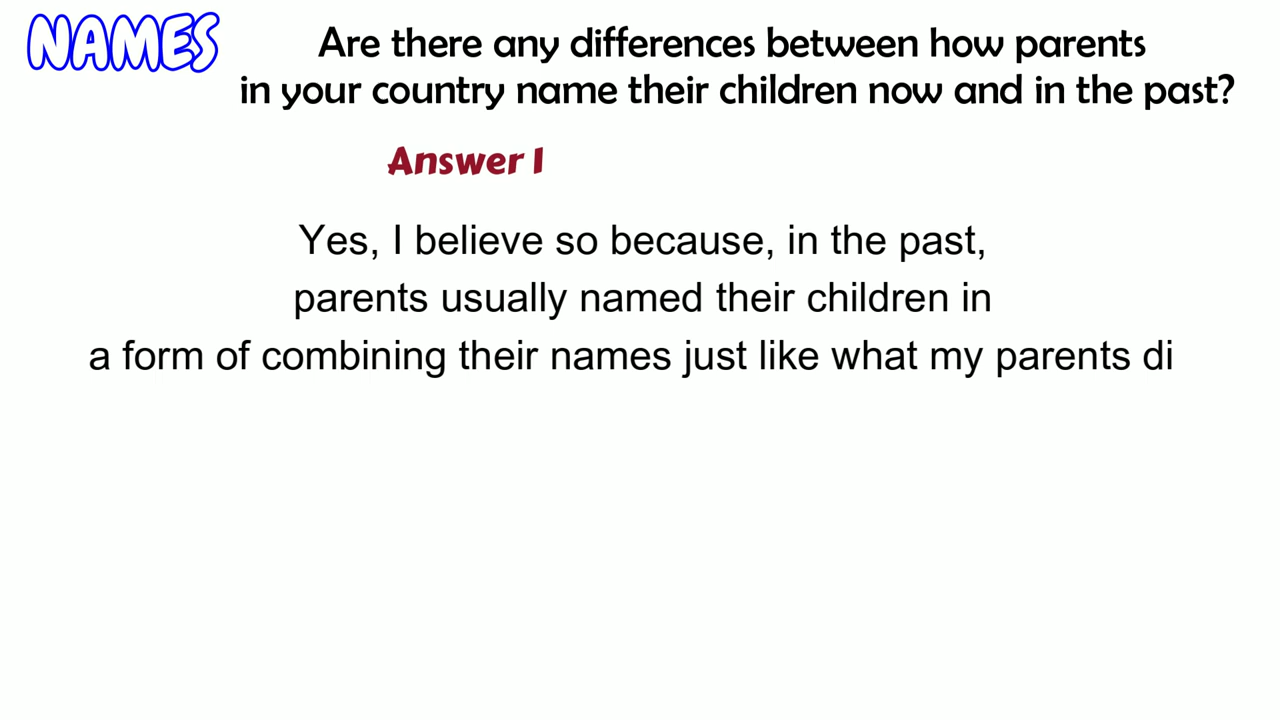 NAMES
Are there any differences between how parents
in your country name their children now and in the past?
Answer 1
Yes, I believe so because, in the past,
parents usually named their children in
a form of combining their names just like what my parents di